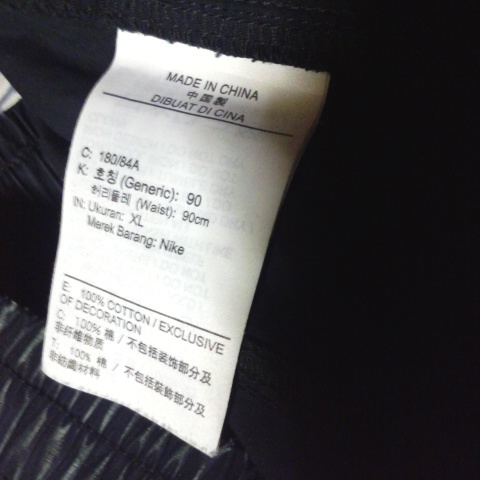 MADE IN CHINA
中国製
DIBUAT DI CINA
C: 180/84A
K: 호칭 (Generic): 90
허리둘레 (Waist): 90cm
IN: Ukuran: XL
Merek Barang: Nike
E: 100% COTTON / EXCLUSIVE
OF DECORATION
C: 100% 棉 / 不包括装饰部分及
非纤维物质
T: 100% 棉 / 不包括裝飾部分及
非紡織材料